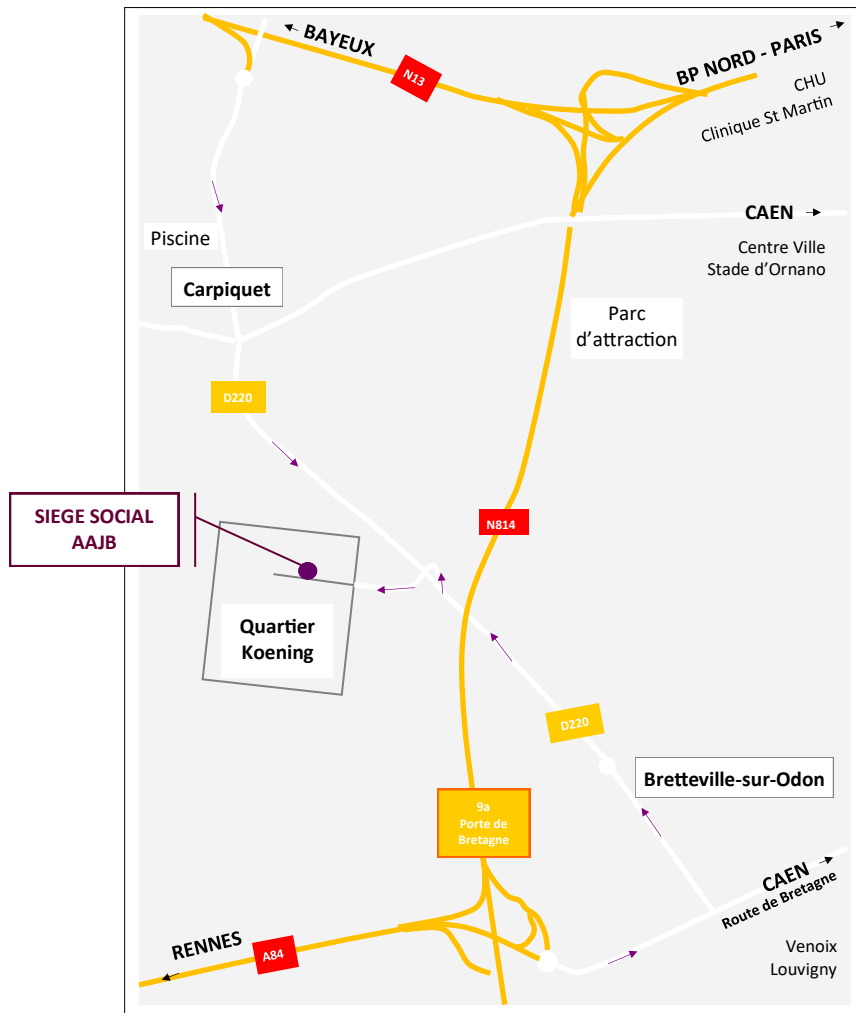 BAYEUX
BP NORD - PARIS
N13
CHU
Clinique St Martin
CAEN
Piscine
Centre Ville
Stade d'Ornano
Carpiquet
Parc
d'attraction
D220
SIEGE SOCIAL
AAJB
N814
Quartier
Koening
D220
Bretteville-sur-Odon
9a
Porte de
Bretagne
CAEN
Route de Bretagne
RENNES
A84
Venoix
Louvigny